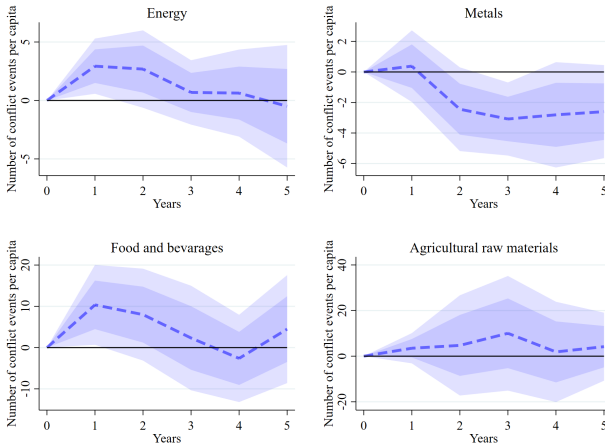 Energy
Number of conflict events per capita
5
0
-5
0 1 2 3 4 5
Years
Metals
Number of conflict events per capita
2
0
-2
-4
-6
0 1 2 3 4 5
Years
Food and bevarages
Number of conflict events per capita
20
10
0
-10
0 1 2 3 4 5
Years
Agricultural raw materials
Number of conflict events per capita
40
20
0
-20
0 1 2 3 4 5
Years